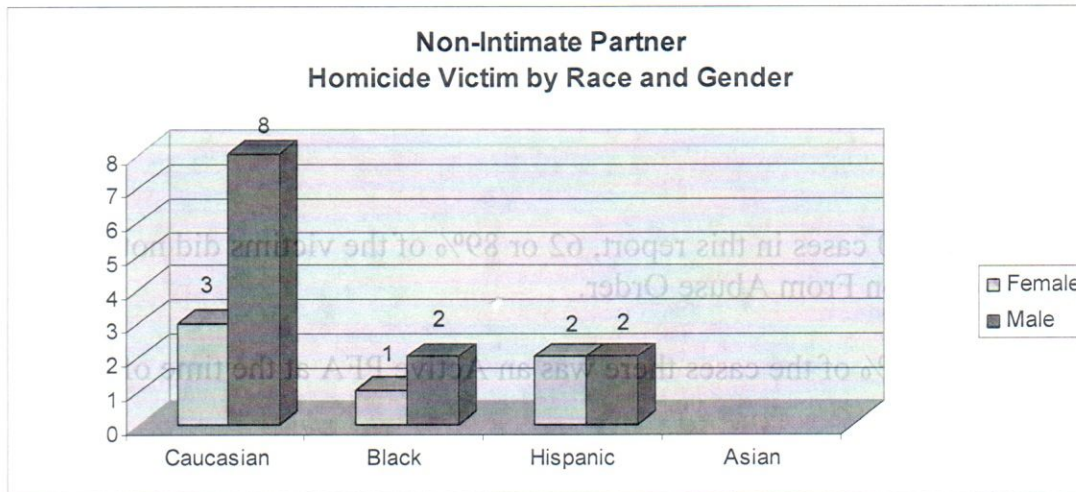 Non-Intimate Partner
Homicide Victim by Race and Gender
8
8
7
6
5
4
3
2
1
0
3
1
2
2
2
Caucasian
Black
Hispanic
Asian
Female
Male
cases in this report, 62 or 89% of the victims did not
From Abuse Order.
% of the cases there was an Active PFA at the time of